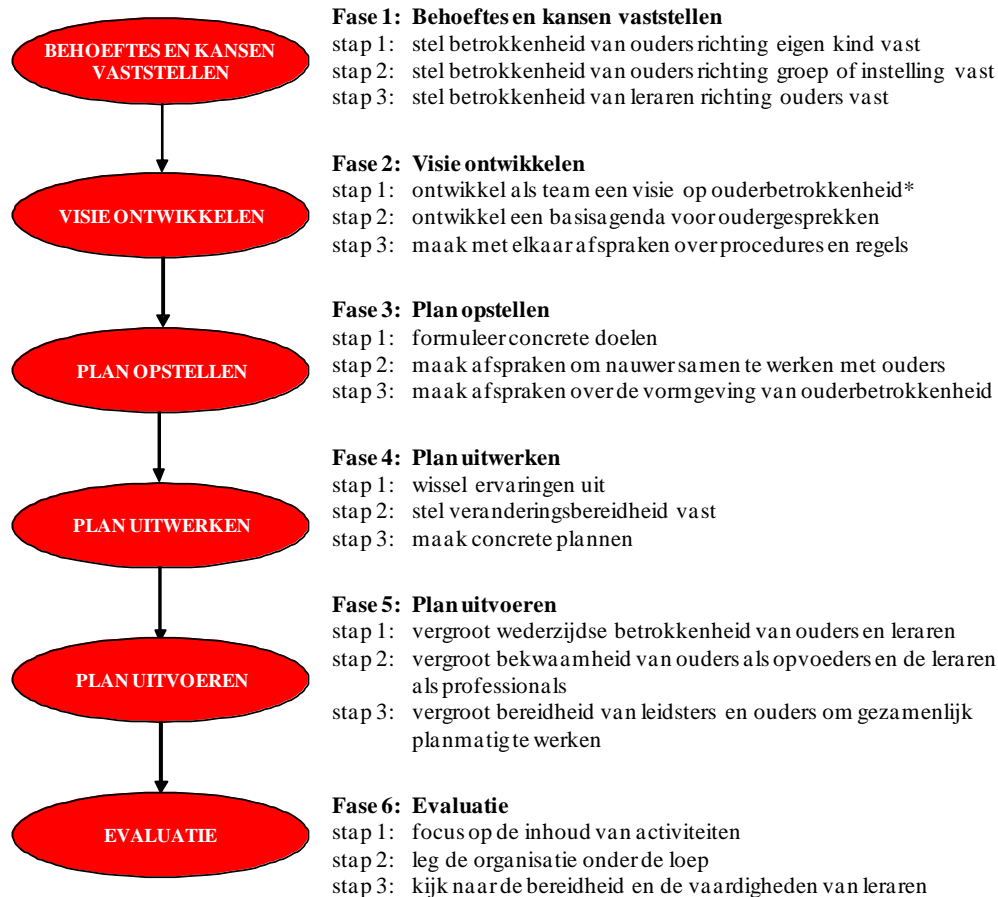 BEHOEFTES EN KANSEN
VASTSTELLEN
Fase 1: Behoeftes en kansen vaststellen
stap 1: stel betrokkenheid van ouders richting eigen kind vast
stap 2: stel betrokkenheid van ouders richting groep of instelling vast
stap 3: stel betrokkenheid van leraren richting ouders vast
VISIE ONTWIKKELEN
Fase 2: Visie ontwikkelen
stap 1: ontwikkel als team een visie op ouderbetrokkenheid*
stap 2: ontwikkel een basisagenda voor oudergesprekken
stap 3: maak met elkaar afspraken over procedures en regels
PLAN OPSTELLEN
Fase 3: Plan opstellen
stap 1: formuleer concrete doelen
stap 2: maak afspraken om nauwer samen te werken met ouders
stap 3: maak afspraken over de vormgeving van ouderbetrokkenheid
PLAN UITWERKEN
Fase 4: Plan uitwerken
stap 1: wissel ervaringen uit
stap 2: stel veranderingsbereidheid vast
stap 3: maak concrete plannen
PLAN UITVOEREN
Fase 5: Plan uitvoeren
stap 1: vergroot wederzijdse betrokkenheid van ouders en leraren
stap 2: vergroot bekwaamheid van ouders als opvoeders en de leraren
als professionals
stap 3: vergroot bereidheid van leidsters en ouders om gezamenlijk
planmatig te werken
EVALUATIE
Fase 6: Evaluatie
stap 1: focus op de inhoud van activiteiten
stap 2: leg de organisatie onder de loep
stap 3: kijk naar de bereidheid en de vaardigheden van leraren